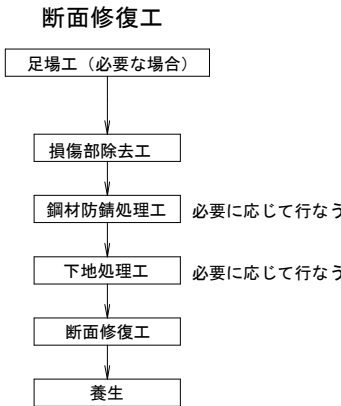 断面修復工
足場工（必要な場合）
損傷部除去工
鋼材防錆処理工　必要に応じて行なう
下地処理工　必要に応じて行なう
断面修復工
養生